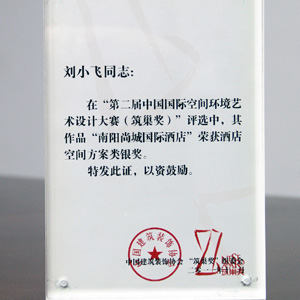 刘小飞同志：
在“第二届中国国际空间环境艺
术设计大赛（筑巢奖）”评选中，其
作品“南阳尚城国际酒店”荣获酒店
空间方案类银奖。
特发此证，以资鼓励。
中国建筑装饰协会 “筑巢奖”